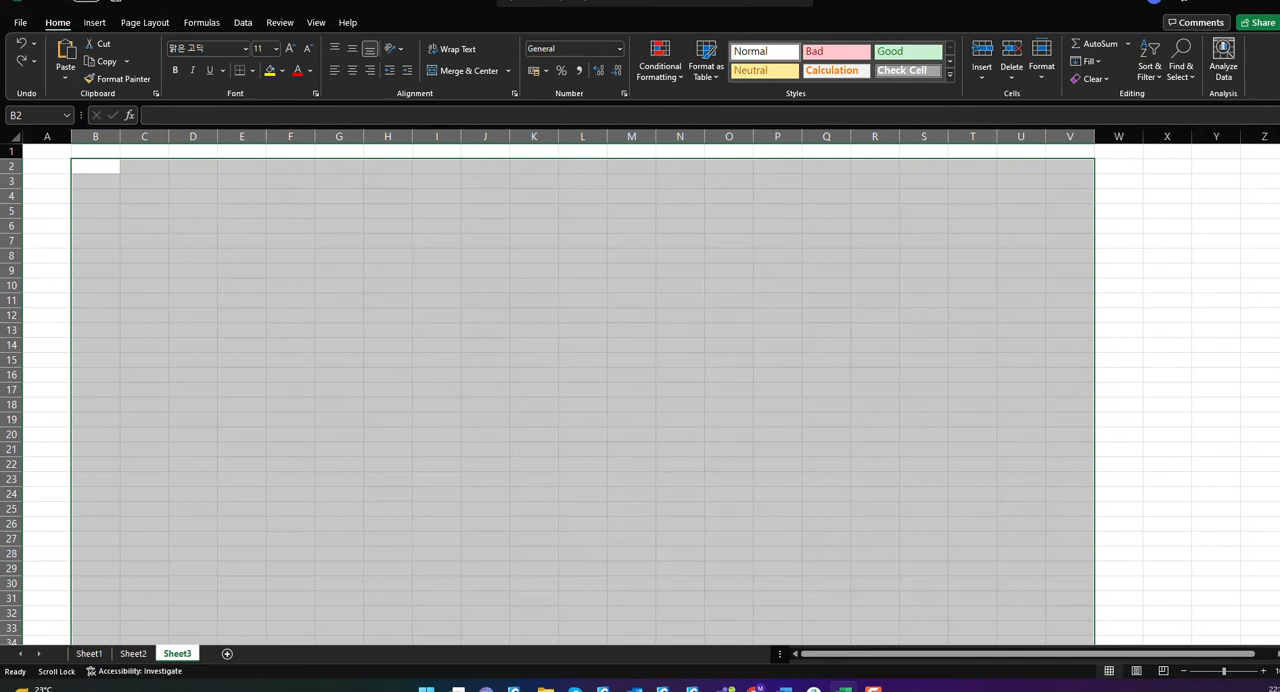 File Home Insert Page Layout Formulas Data Review View Help Comments Share
Cut Copy Format Painter Paste
맑은 고딕 11
Wrap Text Merge & Center
General
Conditional Formatting Format as Table
Normal Bad Good
Neutral Calculation Check Cell
Insert Delete Format
AutoSum Fill Clear
Sort & Filter Find & Select Analyze Data
Undo Clipboard Font Alignment Number Styles Cells Editing Analysis
B2 fx
A B C D E F G H I J K L M N O P Q R S T U V W X Y Z
1
2
3
4
5
6
7
8
9
10
11
12
13
14
15
16
17
18
19
20
21
22
23
24
25
26
27
28
29
30
31
32
33
34
Sheet1 Sheet2 Sheet3
Ready Scroll Lock Accessibility: Investigate
23°C